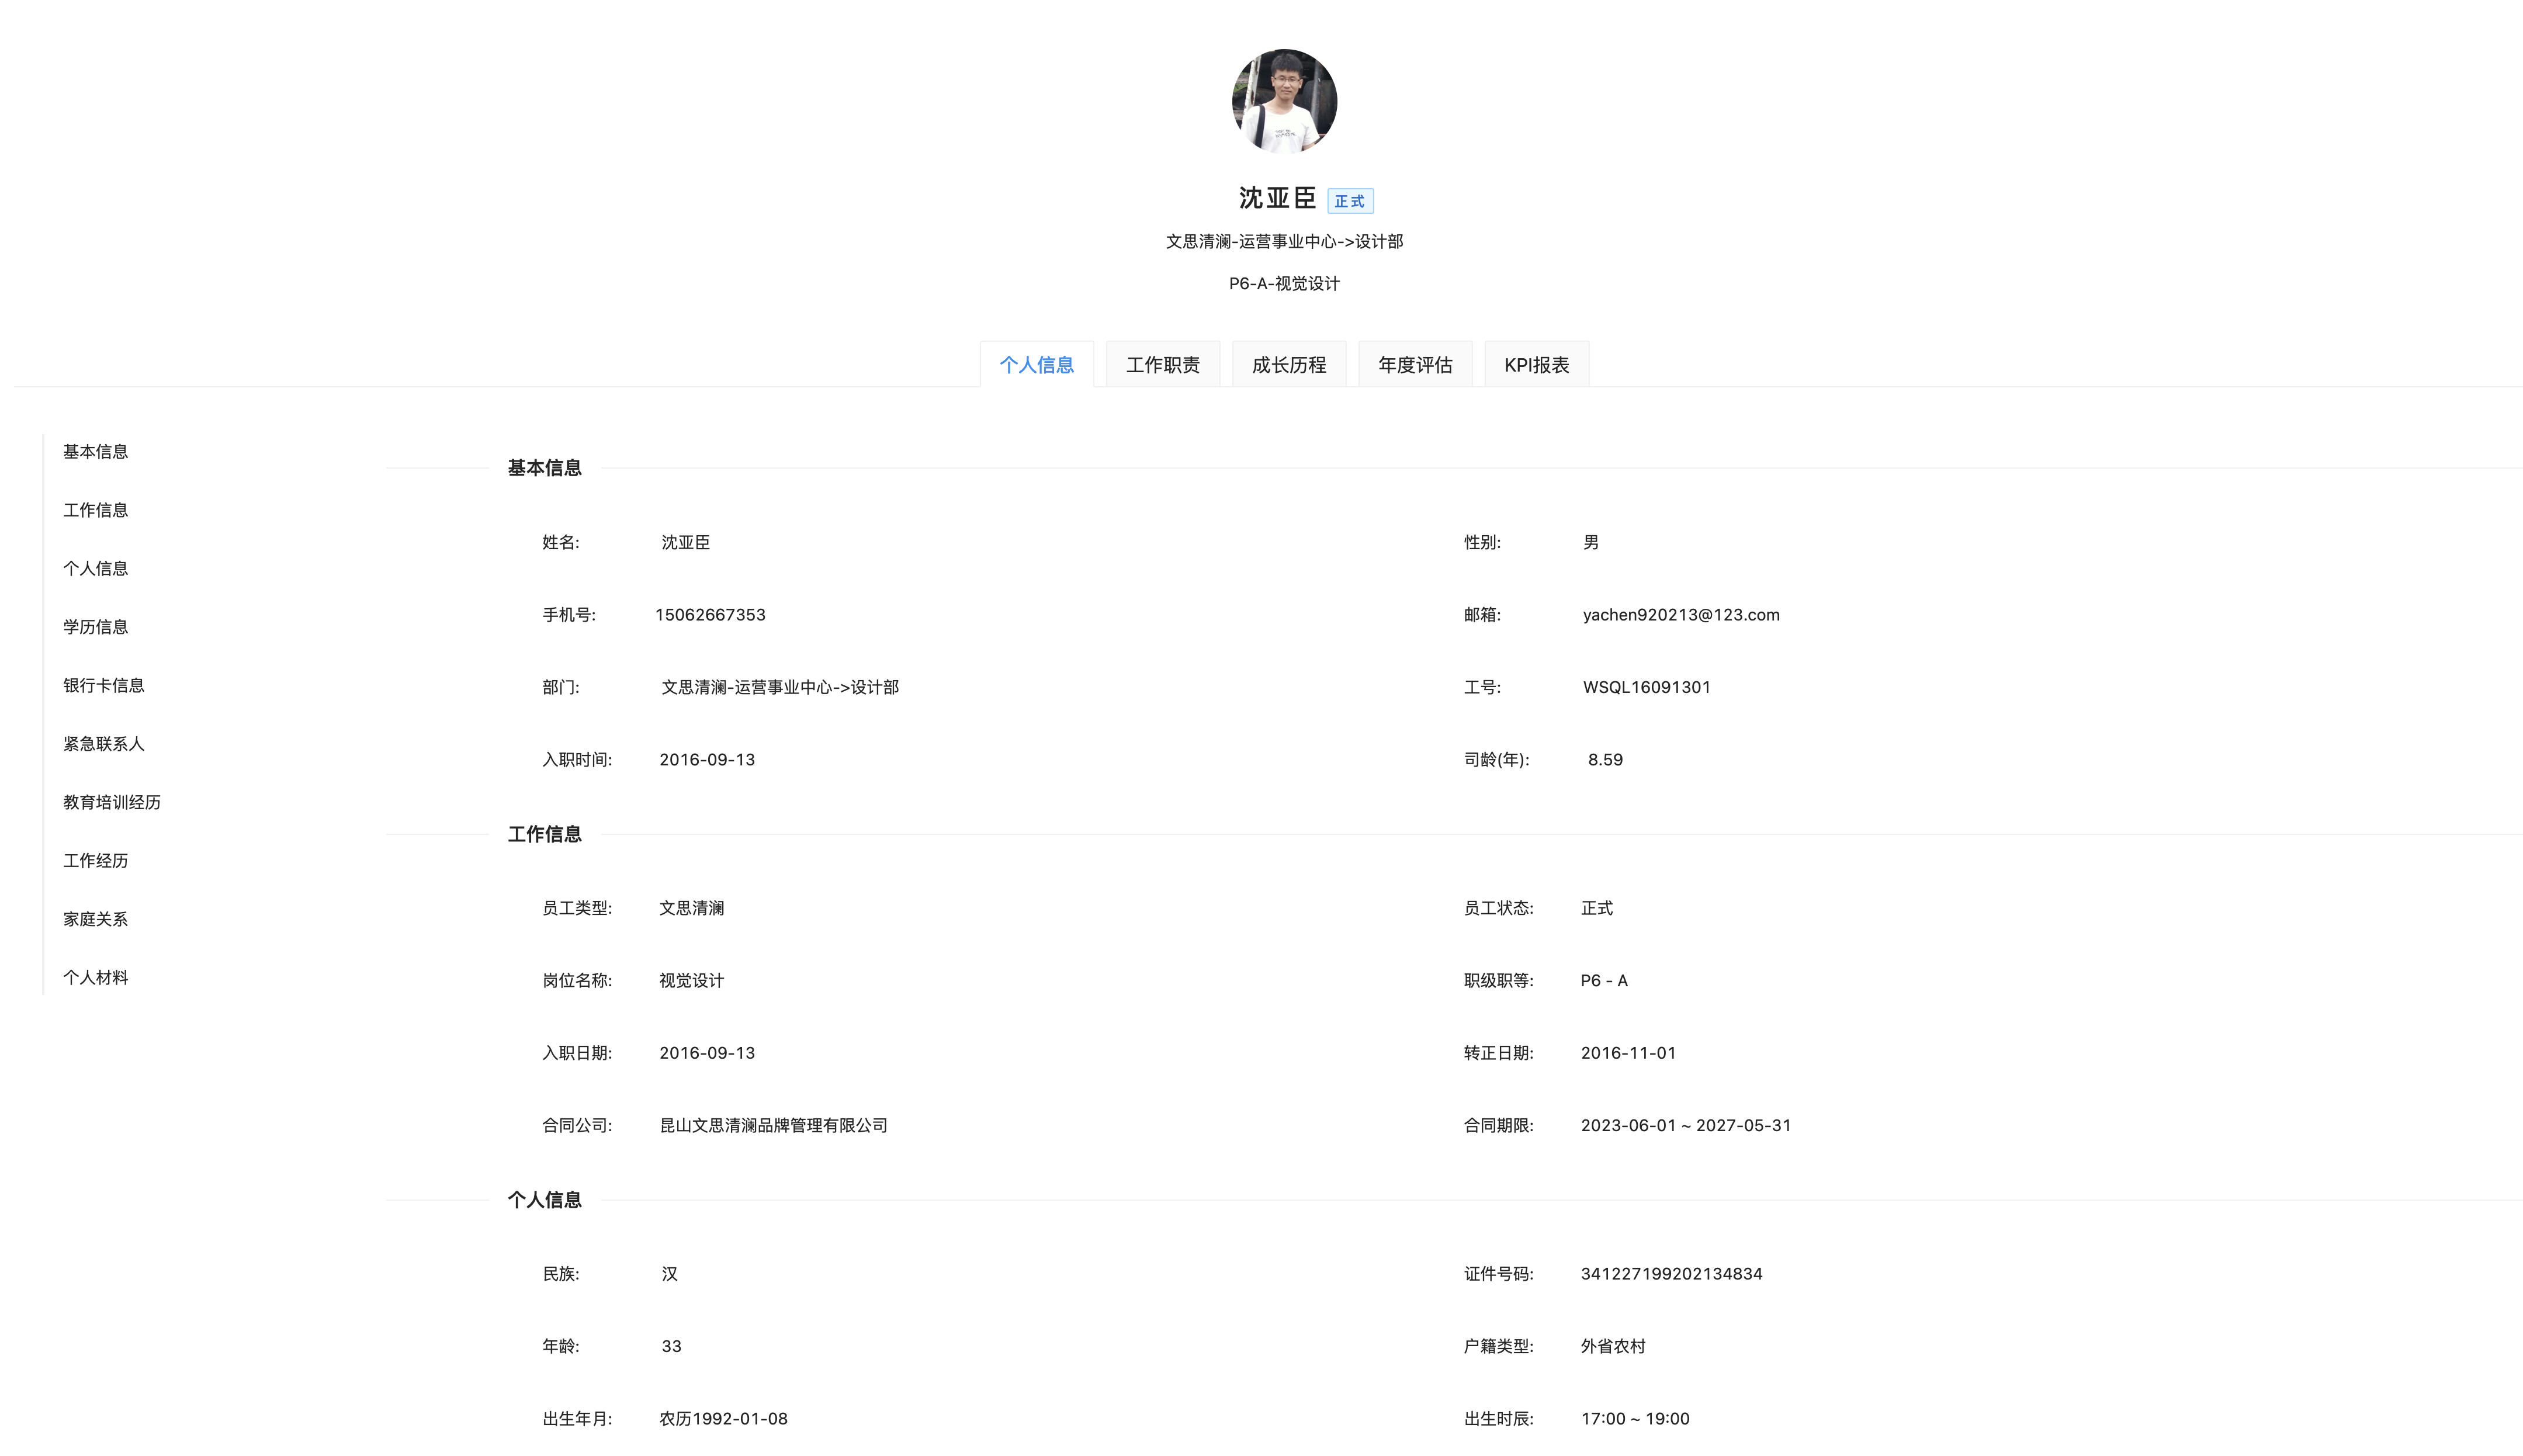 沈亚臣 正式
文思清澜-运营事业中心->设计部
P6-A-视觉设计
个人信息 工作职责 成长历程 年度评估 KPI报表
基本信息
工作信息
个人信息
学历信息
银行卡信息
紧急联系人
教育培训经历
工作经历
家庭关系
个人材料
基本信息
姓名: 沈亚臣 性别: 男
手机号: 15062667353 邮箱: yachen920213@123.com
部门: 文思清澜-运营事业中心->设计部 工号: WSQL16091301
入职时间: 2016-09-13 司龄(年): 8.59
工作信息
员工类型: 文思清澜 员工状态: 正式
岗位名称: 视觉设计 职级职等: P6 - A
入职日期: 2016-09-13 转正日期: 2016-11-01
合同公司: 昆山文思清澜品牌管理有限公司 合同期限: 2023-06-01 ~ 2027-05-31
个人信息
民族: 汉 证件号码: 341227199202134834
年龄: 33 户籍类型: 外省农村
出生年月: 农历1992-01-08 出生时辰: 17:00 ~ 19:00